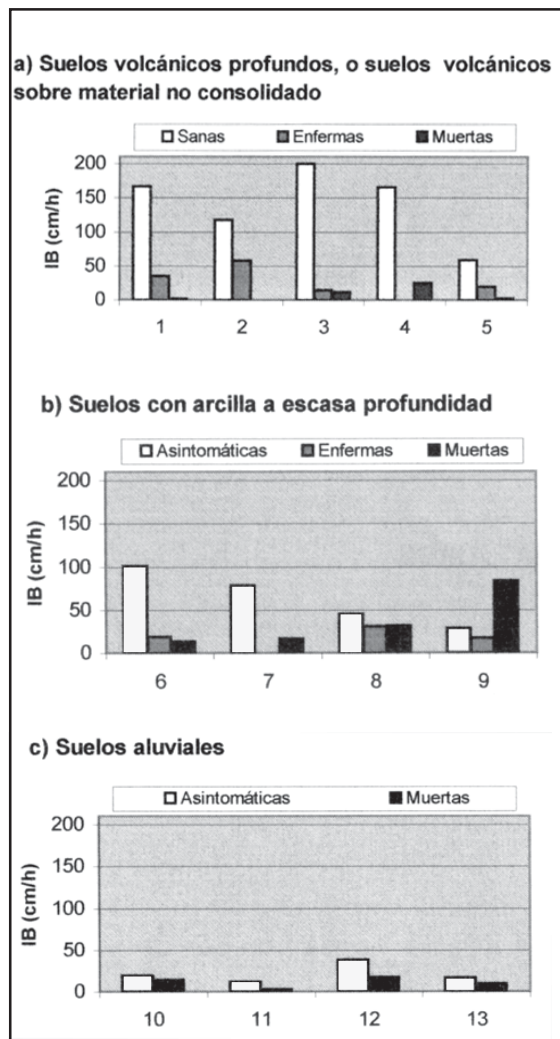 a) Suelos volcánicos profundos, o suelos volcánicos
sobre material no consolidado
Sanas Enfermas Muertas
IB (cm/h)
200
150
100
50
0
1 2 3 4 5
b) Suelos con arcilla a escasa profundidad
Asintomáticas Enfermas Muertas
IB (cm/h)
200
150
100
50
0
6 7 8 9
c) Suelos aluviales
Asintomáticas Muertas
IB (cm/h)
200
150
100
50
0
10 11 12 13